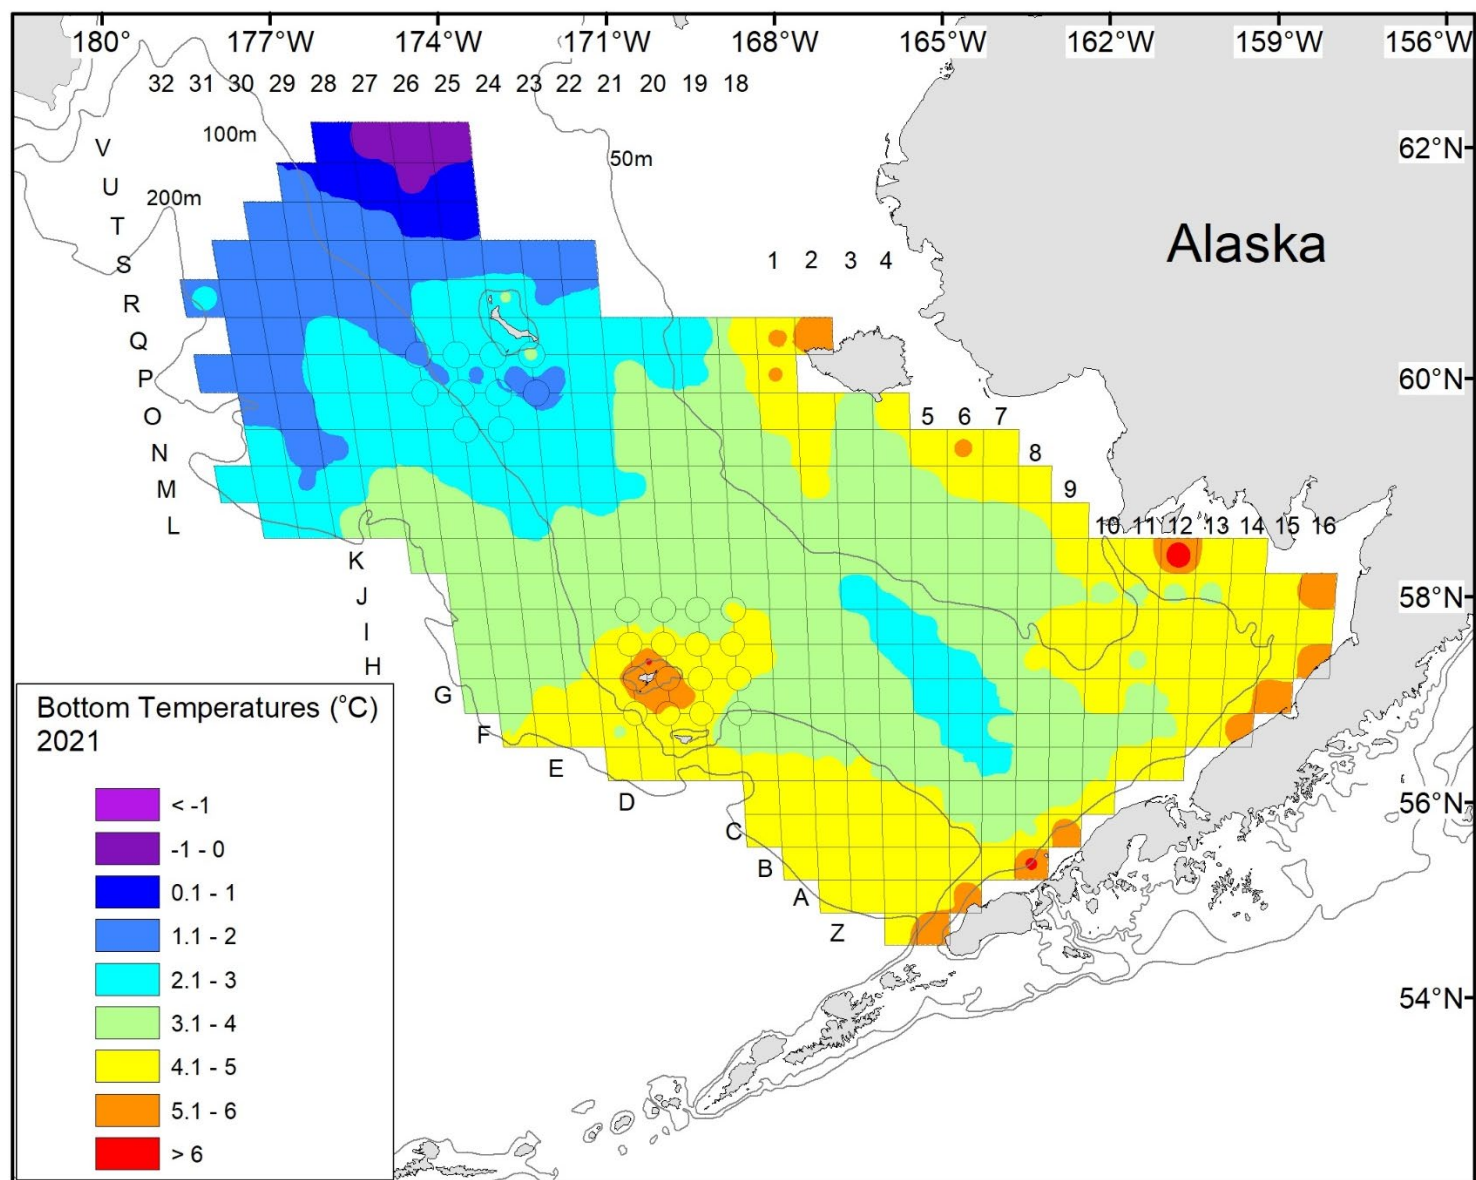 180° 177°W 174°W 171°W 168°W 165°W 162°W 159°W 156°W
32 31 30 29 28 27 26 25 24 23 22 21 20 19 18
100m
50m
V
62°N
U
200m
T
Alaska
S
1 2 3 4
R
Q
P
60°N
O
5 6 7
N
8
M
9
L
10 11 12 13 14 15 16
K
J
58°N
I
H
G
Bottom Temperatures (°C)
2021
F
E
D
56°N
C
B
A
Z
54°N
< -1
-1 - 0
0.1 - 1
1.1 - 2
2.1 - 3
3.1 - 4
4.1 - 5
5.1 - 6
> 6